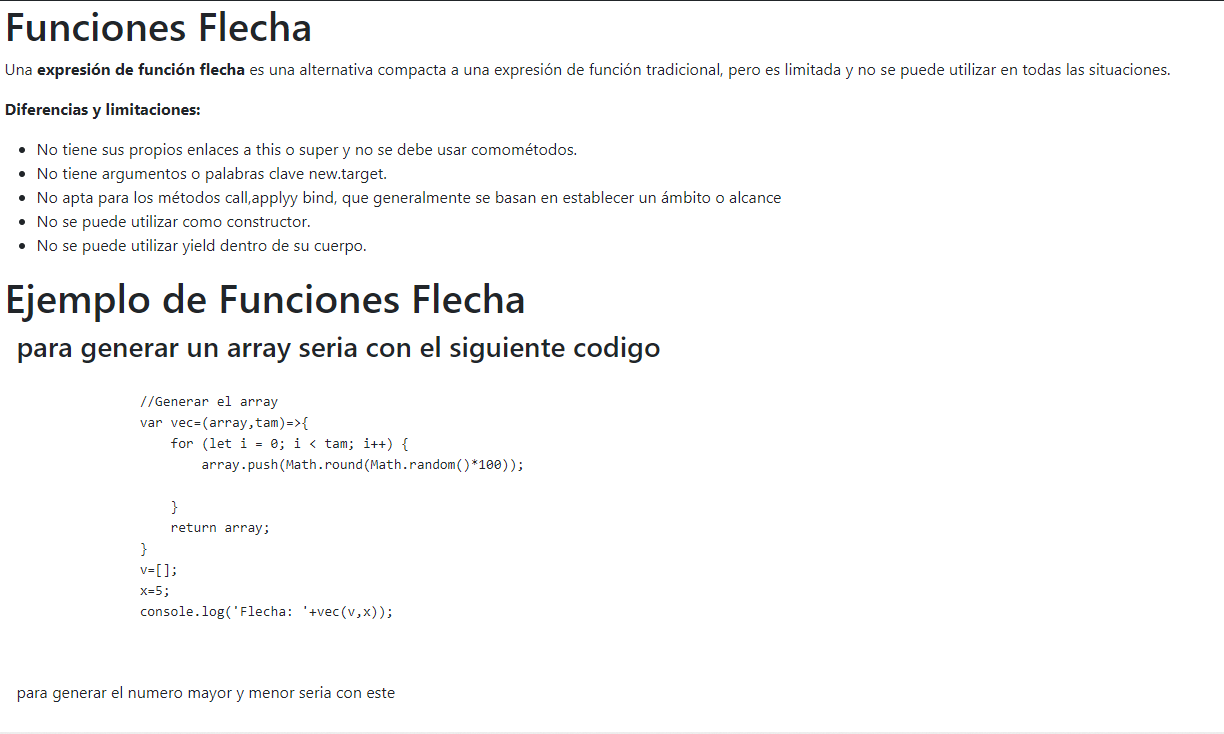 Funciones Flecha
Una expresión de función flecha es una alternativa compacta a una expresión de función tradicional, pero es limitada y no se puede utilizar en todas las situaciones.
Diferencias y limitaciones:
• No tiene sus propios enlaces a this o super y no se debe usar comométodos.
• No tiene argumentos o palabras clave new.target.
• No apta para los métodos call,applyy bind, que generalmente se basan en establecer un ámbito o alcance
• No se puede utilizar como constructor.
• No se puede utilizar yield dentro de su cuerpo.
Ejemplo de Funciones Flecha
para generar un array seria con el siguiente codigo
//Generar el array
var vec=(array,tam)=>{
    for (let i = 0; i < tam; i++) {
        array.push(Math.round(Math.random()*100));
    }
    return array;
}
v=[];
x=5;
console.log('Flecha: '+vec(v,x));
para generar el numero mayor y menor seria con este